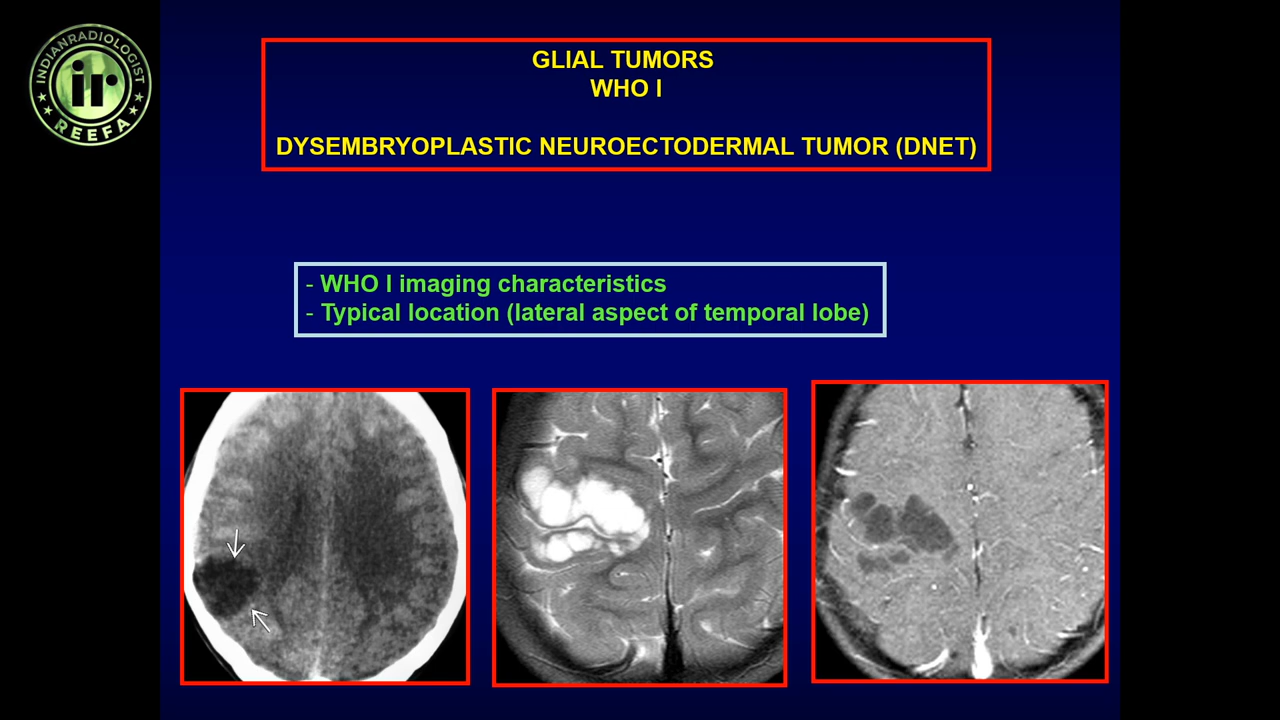 INDIANRADIOLOGIST
ir
REEFA
GLIAL TUMORS
WHO I
DYSEMBRYOPLASTIC NEUROECTODERMAL TUMOR (DNET)
- WHO I imaging characteristics
- Typical location (lateral aspect of temporal lobe)